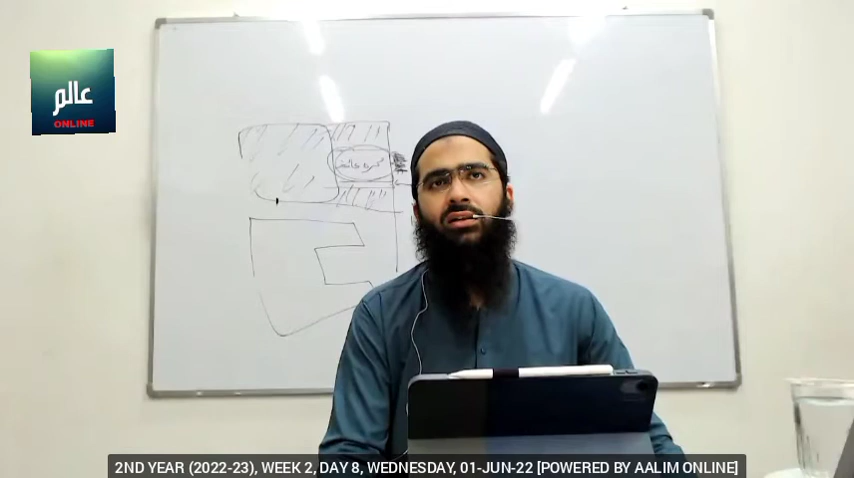 عالم
ONLINE
2ND YEAR (2022-23), WEEK 2, DAY 8, WEDNESDAY, 01-JUN-22 [POWERED BY AALIM ONLINE]